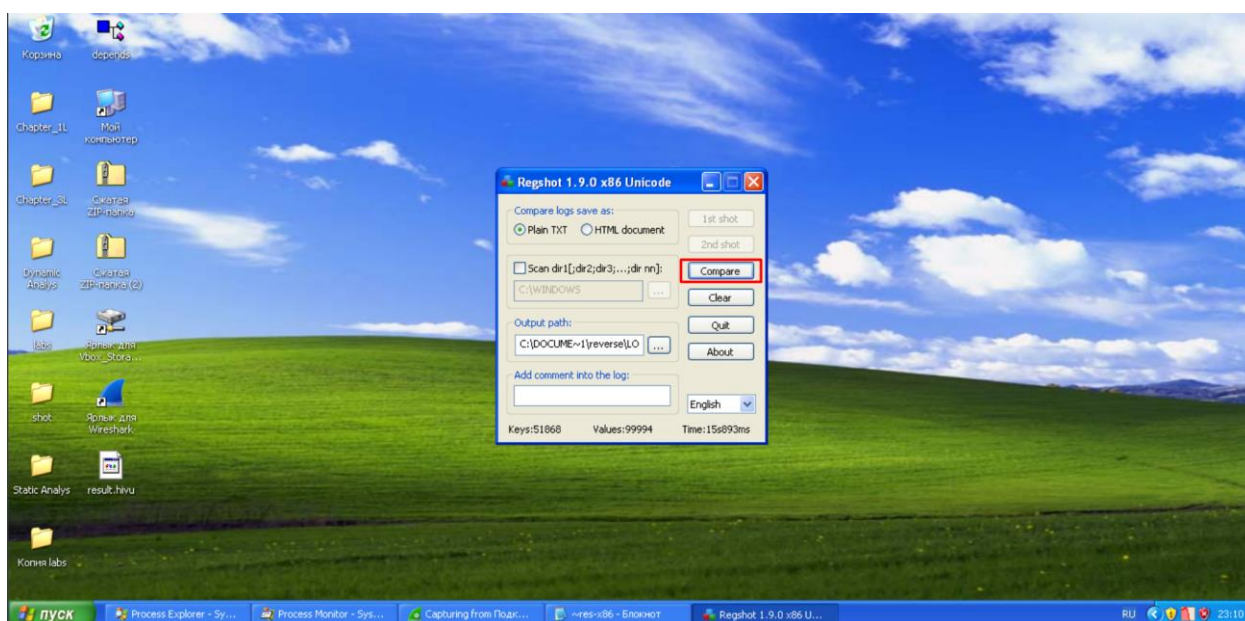 Корзина
depends
Chapter_1L
Мой
компьютер
Chapter_3L
Сжатая
ZIP-папка
Dynamic
Analys
Сжатая
ZIP-папка (2)
labs
Ярлык для
Vbox_Stora...
shot
Ярлык для
Wireshark
Static Analys
result.hivu
Копия labs
Regshot 1.9.0 x86 Unicode
Compare logs save as:
Plain TXT
HTML document
1st shot
2nd shot
Scan dir1[;dir2;dir3;...;dir nn]:
C:\WINDOWS
...
Compare
Clear
Output path:
C:\DOCUME~1\reverse\LO
...
Quit
About
Add comment into the log:
English
Keys:51868
Values:99994
Time:15s893ms
пуск
Process Explorer - Sy...
Process Monitor - Sys...
Capturing from Подк...
~res-x86 - Блокнот
Regshot 1.9.0 x86 U...
RU
23:10